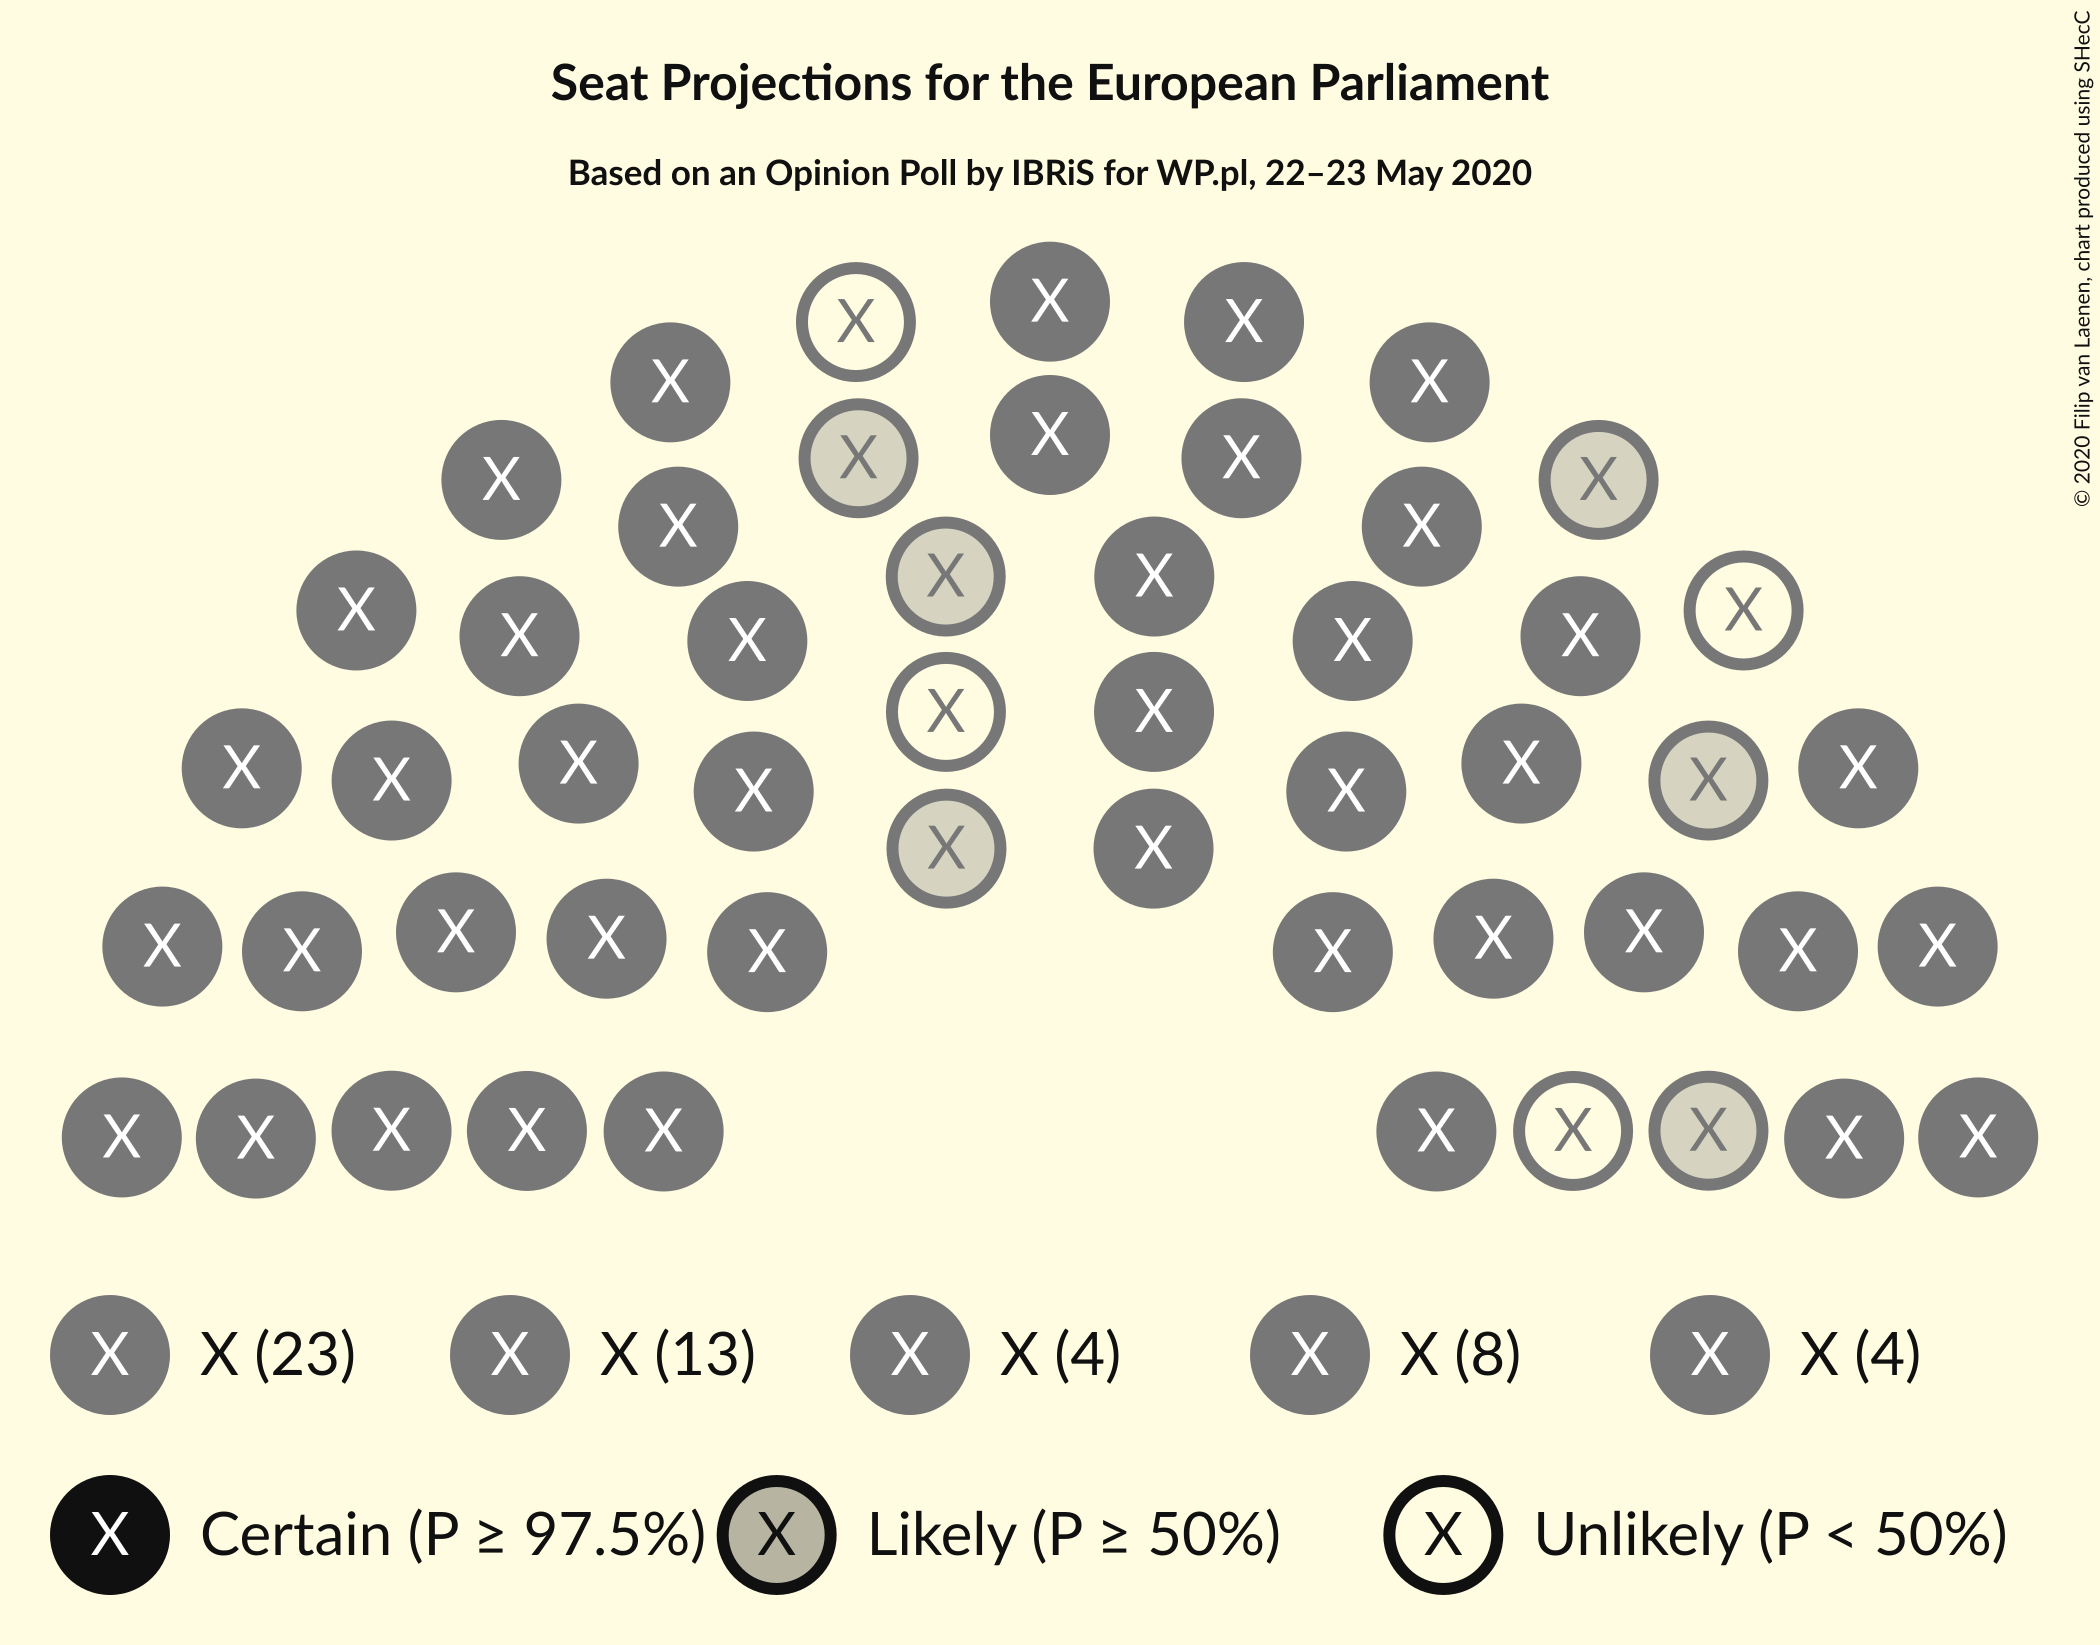 © 2020 Filip van Laenen, chart produced using SHecC
Seat Projections for the European Parliament
Based on an Opinion Poll by IBRiS for WP.pl, 22–23 May 2020
X X X
X X
X X X X X
X X
X X
X X X X X X
X X
X X X X X X X X
X X
X X X X X X X X X X
X X X X X X X X X X
X X (23) X X (13) X X (4) X X (8) X X (4)
X Certain (P ≥ 97.5%) X Likely (P ≥ 50%) X Unlikely (P < 50%)